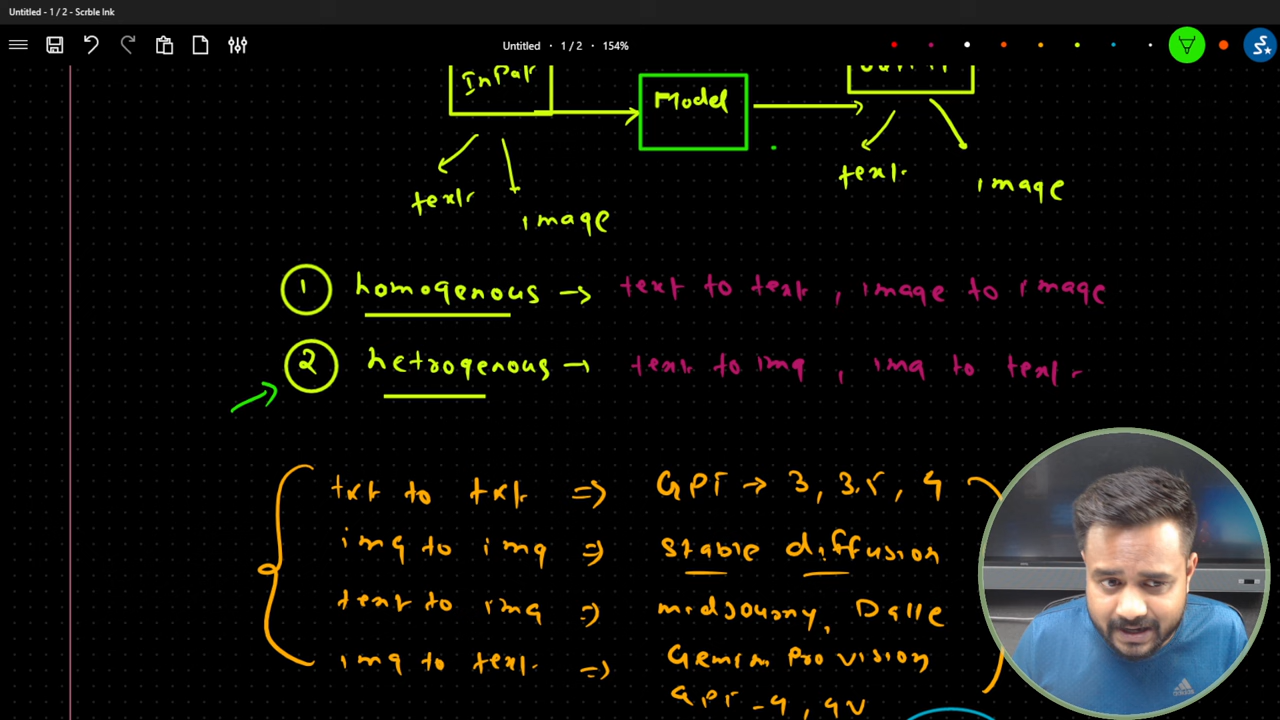 Untitled - 1 / 2 - Scrble Ink
Untitled • 1 / 2 • 154%
InPut
Model
text
image
text
image
1 homogenous → text to text, image to image
2 hetrogenous → text to img, img to text
txt to txt => GPT → 3, 3.5, 4
img to img => stable diffusion
text to img => midjourny, Dalle
img to text => Gemini Pro vision
GPT-4, 4V